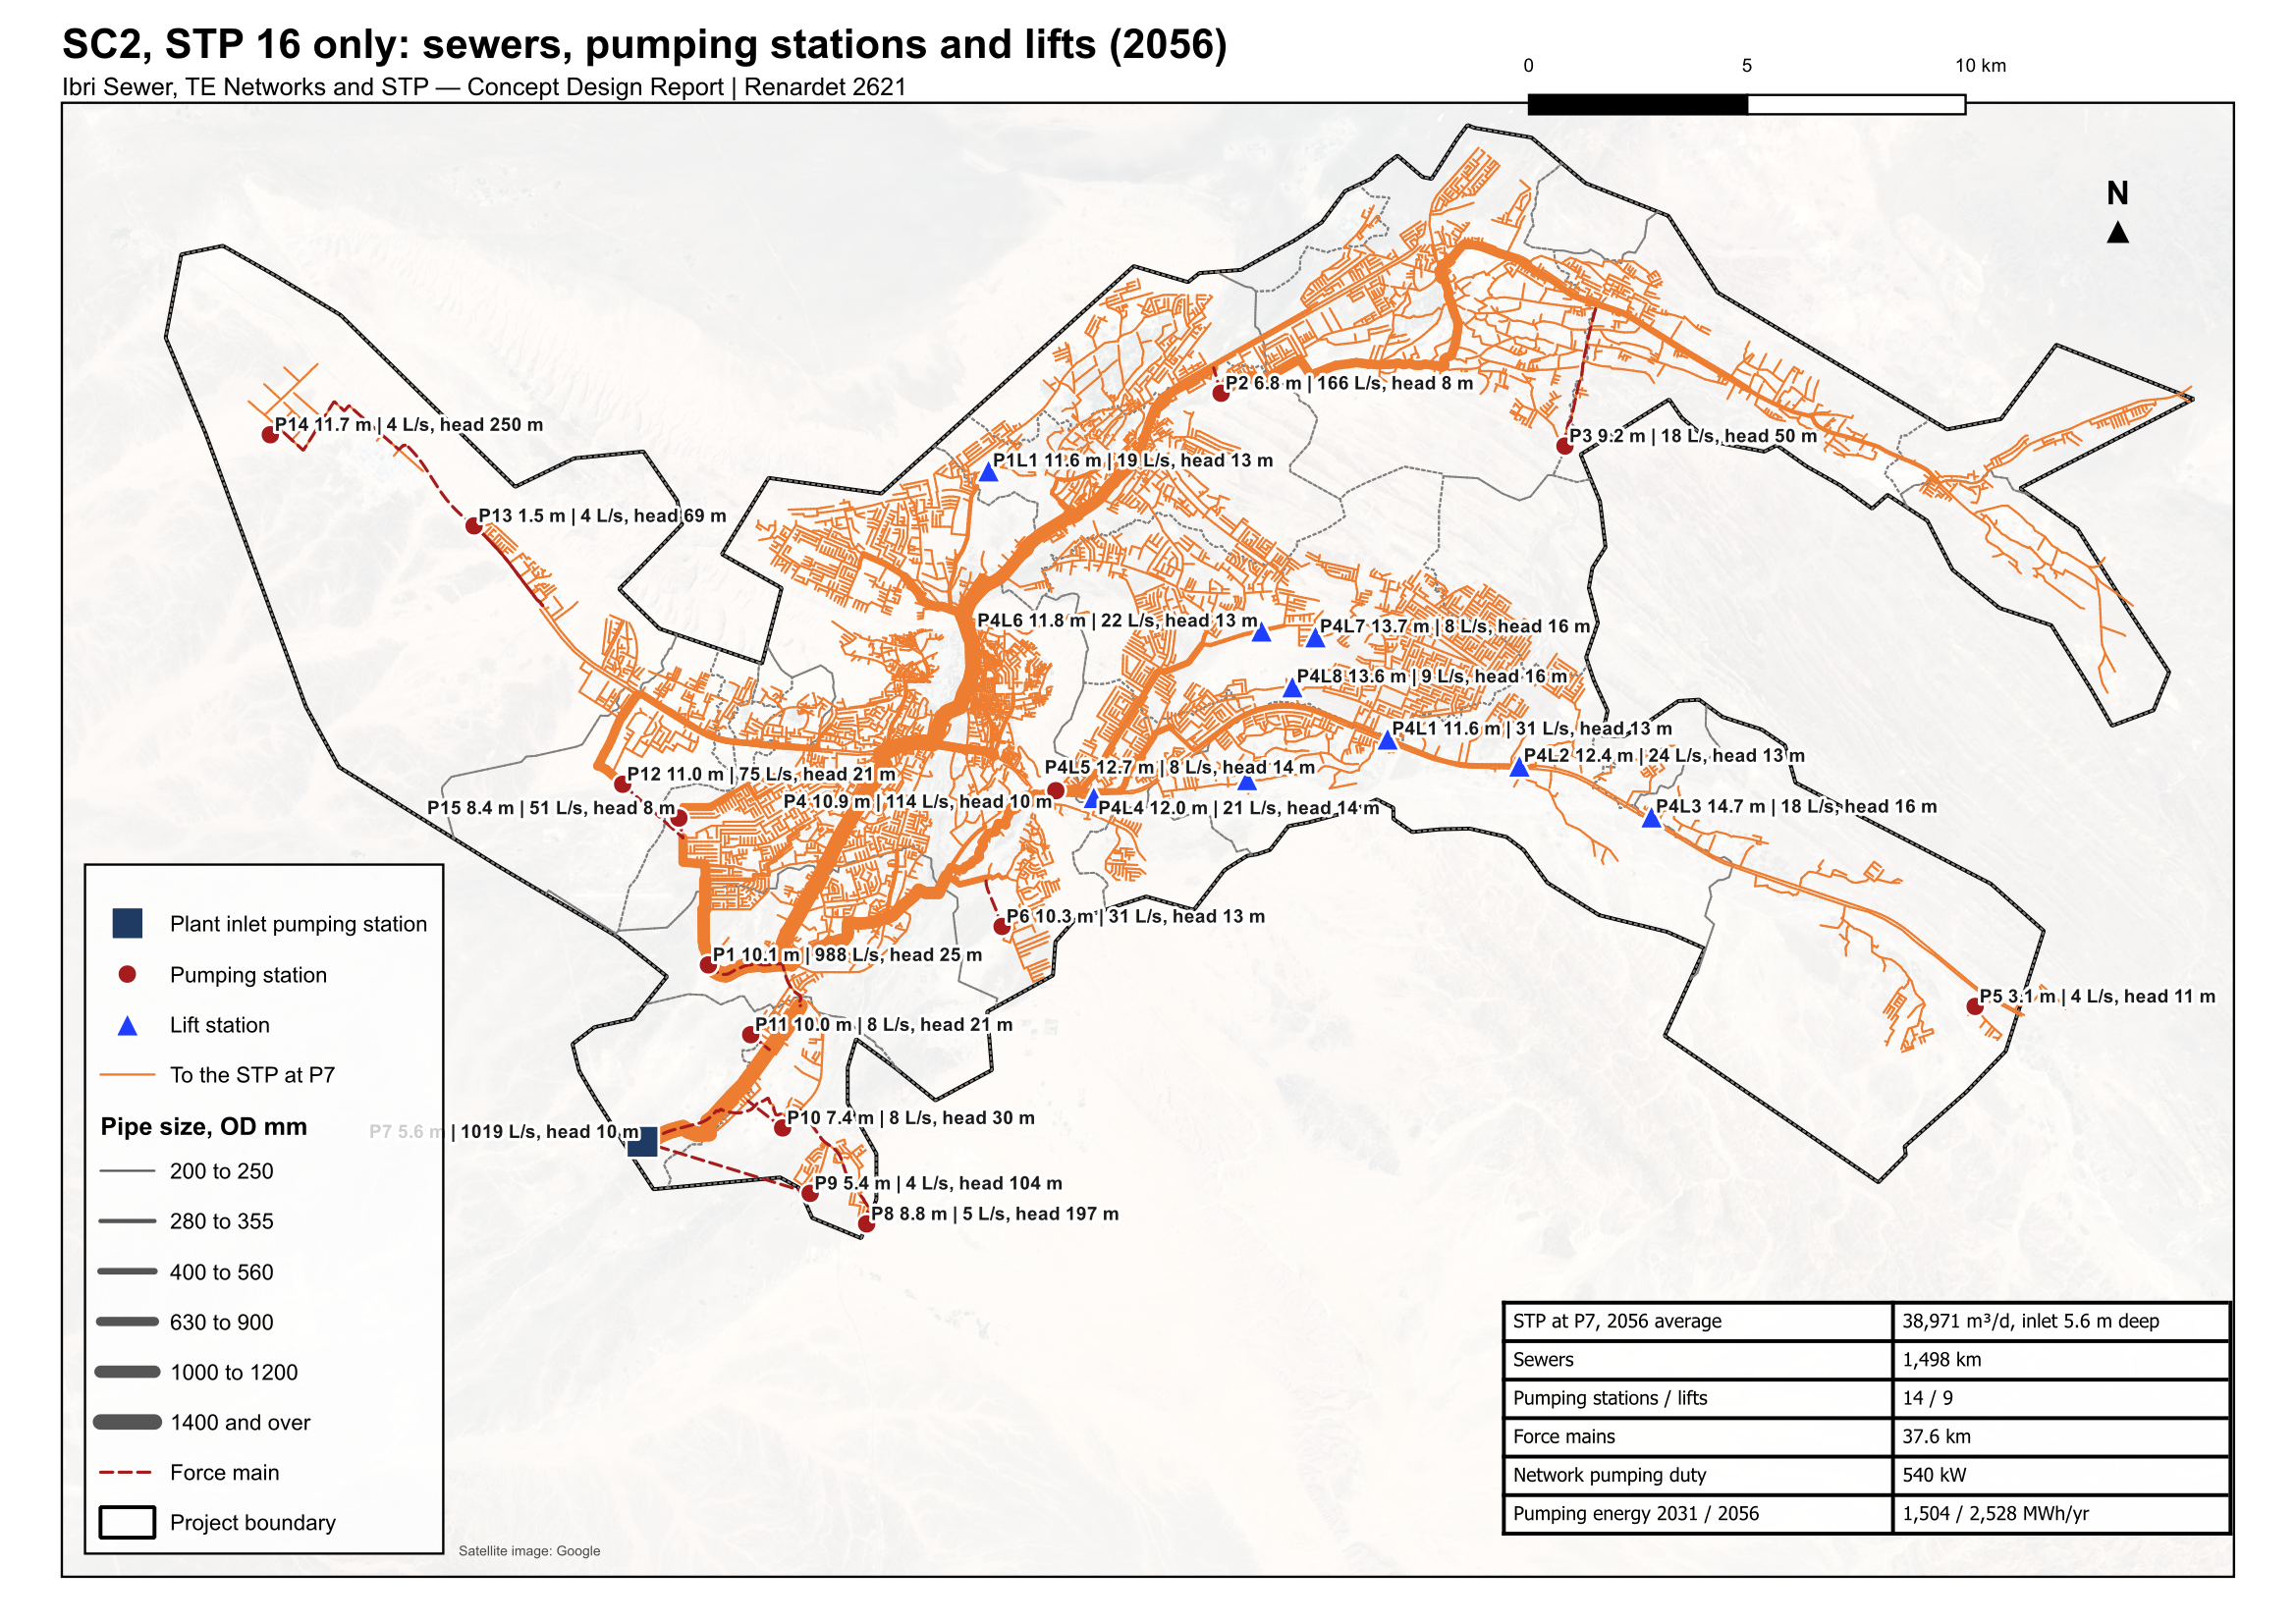 SC2, STP 16 only: sewers, pumping stations and lifts (2056)
Ibri Sewer, TE Networks and STP — Concept Design Report | Renardet 2621
0 5 10 km
N
P2 6.8 m | 166 L/s, head 8 m
P14 11.7 m | 4 L/s, head 250 m
P3 9.2 m | 18 L/s, head 50 m
P1L1 11.6 m | 19 L/s, head 13 m
P13 1.5 m | 4 L/s, head 69 m
P4L6 11.8 m | 22 L/s, head 13 m
P4L7 13.7 m | 8 L/s, head 16 m
P4L8 13.6 m | 9 L/s, head 16 m
P4L1 11.6 m | 31 L/s, head 13 m
P4L2 12.4 m | 24 L/s, head 13 m
P4L5 12.7 m | 8 L/s, head 14 m
P12 11.0 m | 75 L/s, head 21 m
P4 10.9 m | 114 L/s, head 10 m
P15 8.4 m | 51 L/s, head 8 m
P4L4 12.0 m | 21 L/s, head 14 m
P4L3 14.7 m | 18 L/s, head 16 m
P6 10.3 m | 31 L/s, head 13 m
P1 10.1 m | 988 L/s, head 25 m
P5 3.1 m | 4 L/s, head 11 m
P11 10.0 m | 8 L/s, head 21 m
P10 7.4 m | 8 L/s, head 30 m
P7 5.6 m | 1019 L/s, head 10 m
P9 5.4 m | 4 L/s, head 104 m
P8 8.8 m | 5 L/s, head 197 m
Plant inlet pumping station
Pumping station
Lift station
To the STP at P7
Pipe size, OD mm
200 to 250
280 to 355
400 to 560
630 to 900
1000 to 1200
1400 and over
Force main
Project boundary
Satellite image: Google
STP at P7, 2056 average 38,971 m³/d, inlet 5.6 m deep
Sewers 1,498 km
Pumping stations / lifts 14 / 9
Force mains 37.6 km
Network pumping duty 540 kW
Pumping energy 2031 / 2056 1,504 / 2,528 MWh/yr